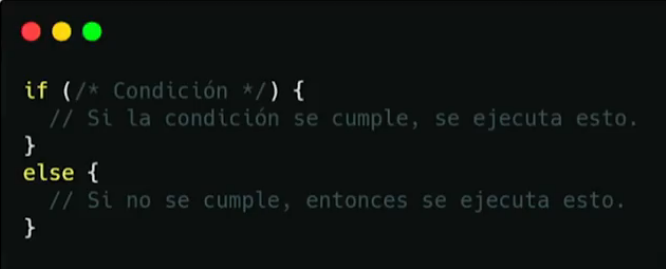 if (/* Condición */) {
// Si la condición se cumple, se ejecuta esto.
}
else {
// Si no se cumple, entonces se ejecuta esto.
}